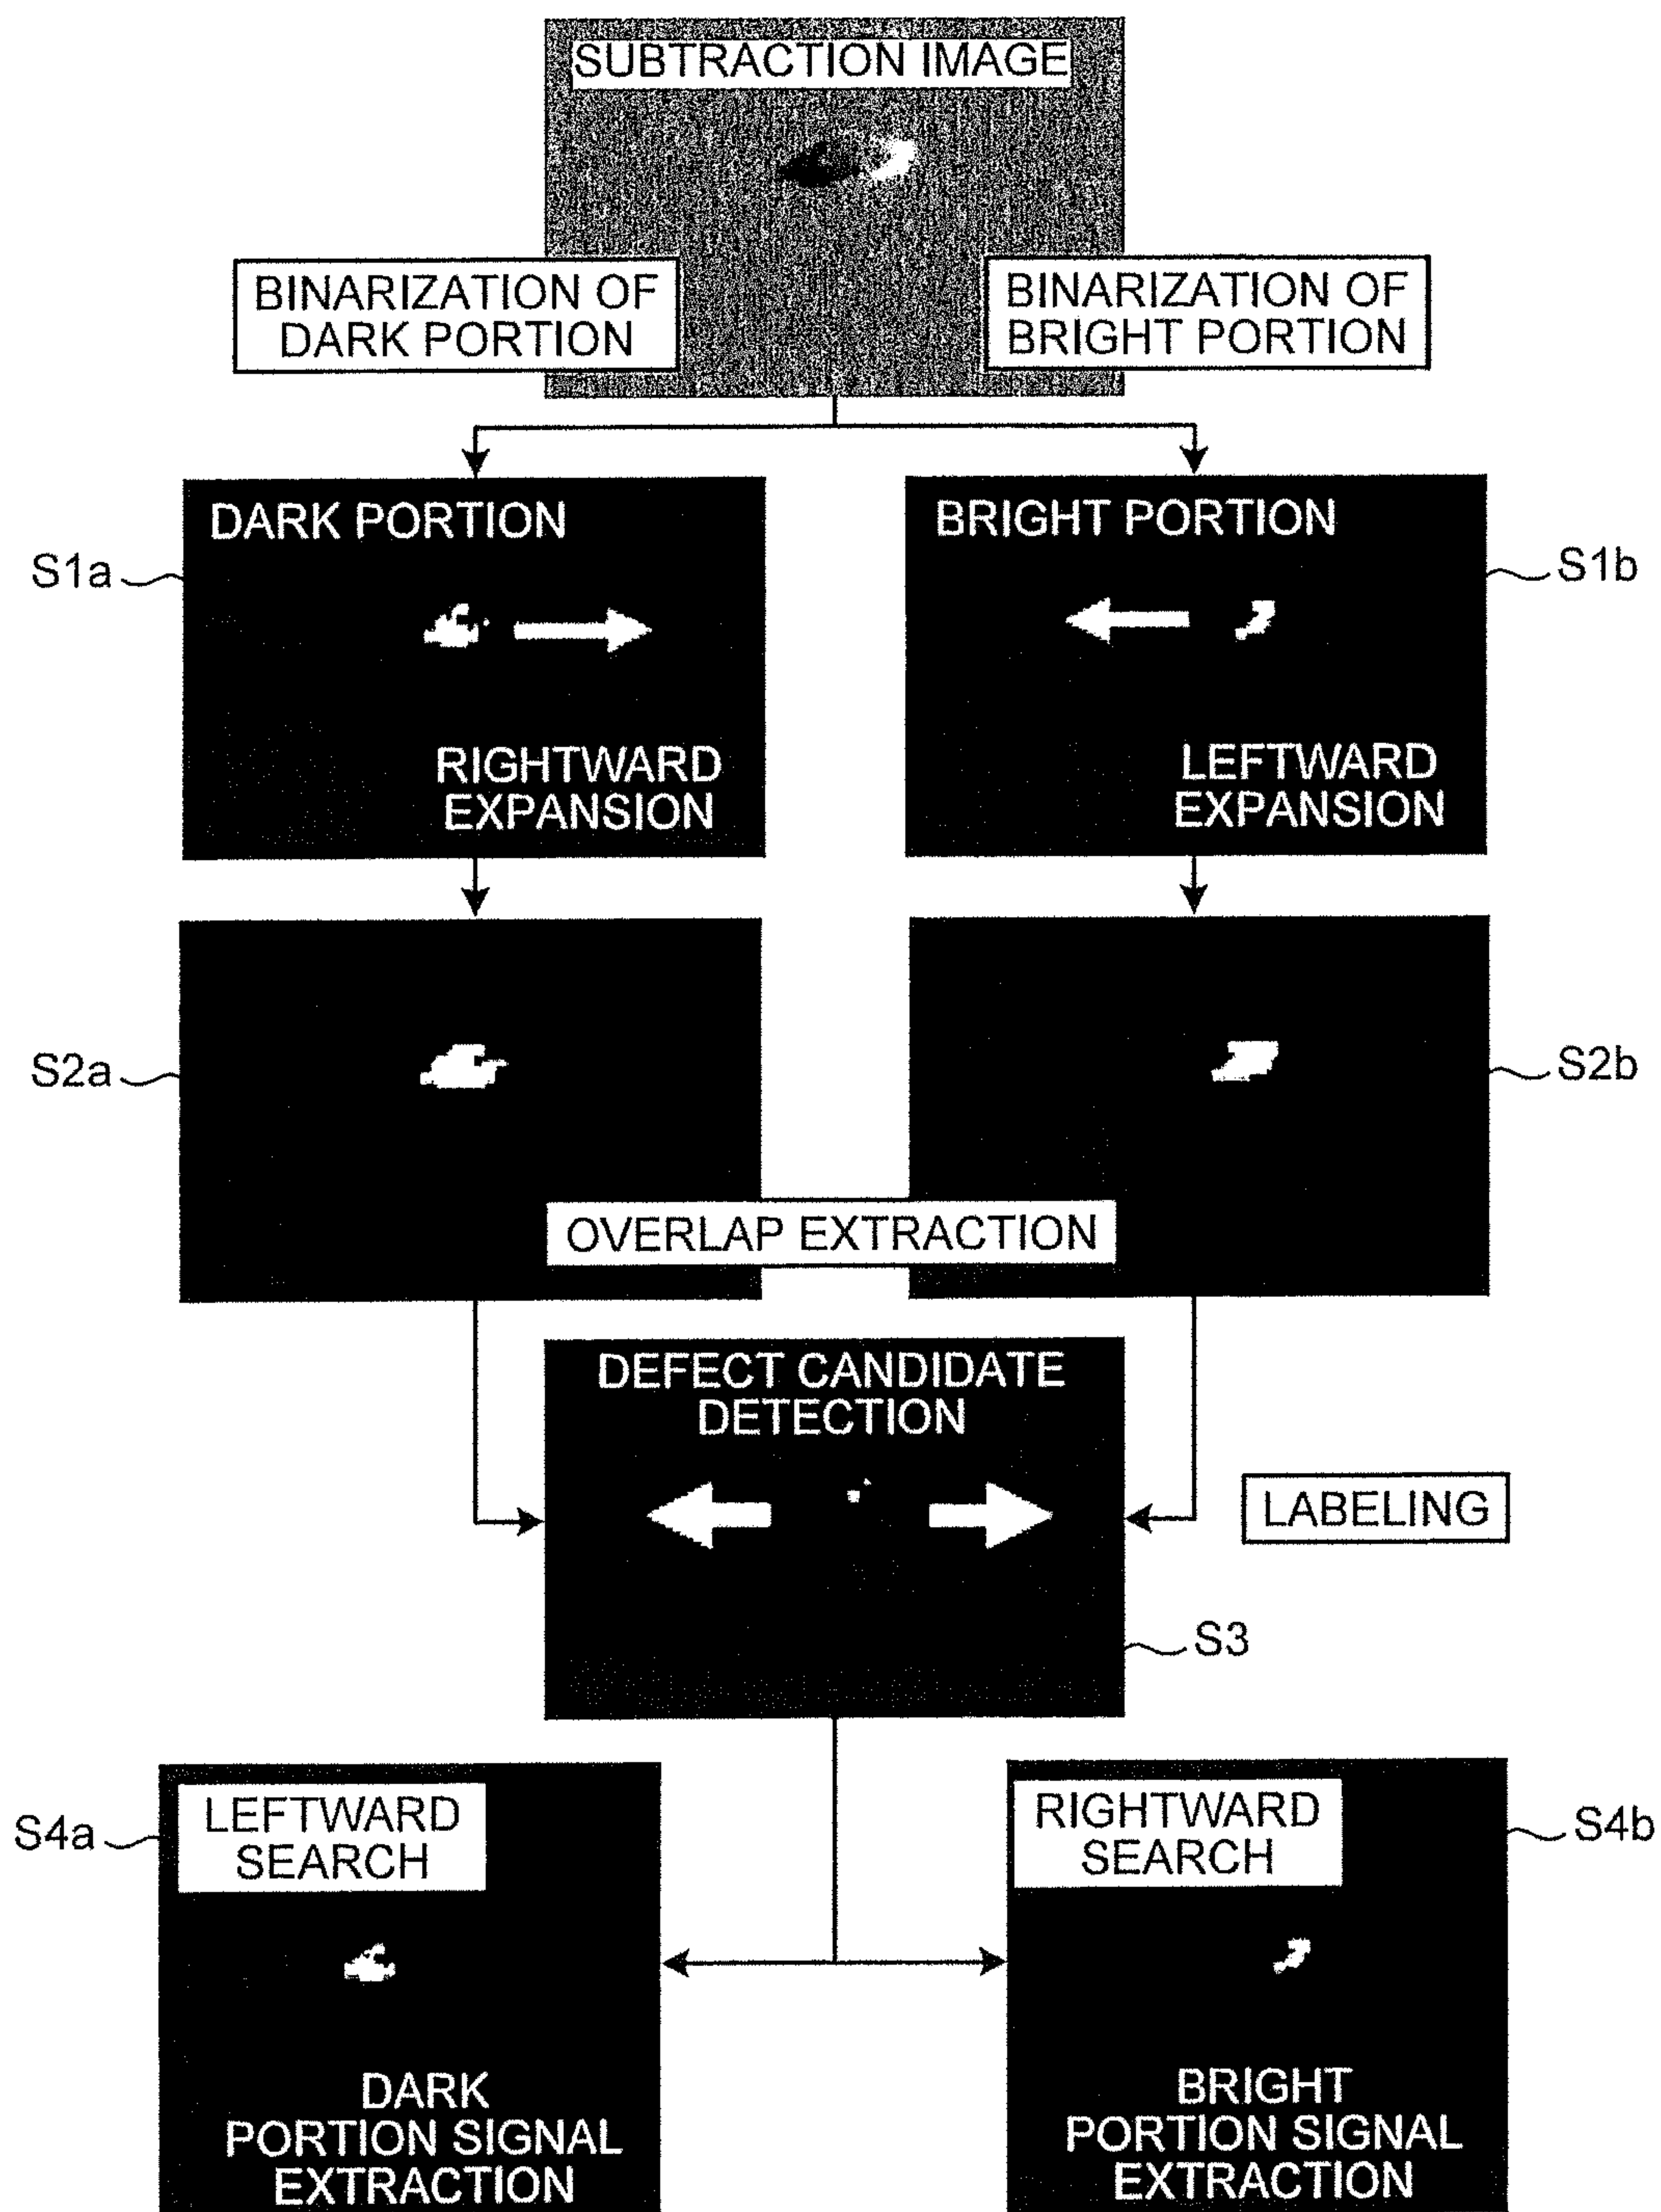 SUBTRACTION IMAGE
BINARIZATION OF
DARK PORTION
BINARIZATION OF
BRIGHT PORTION
DARK PORTION
S1a
RIGHTWARD
EXPANSION
BRIGHT PORTION
S1b
LEFTWARD
EXPANSION
S2a
S2b
OVERLAP EXTRACTION
DEFECT CANDIDATE
DETECTION
LABELING
S3
S4a
LEFTWARD
SEARCH
DARK
PORTION SIGNAL
EXTRACTION
RIGHTWARD
SEARCH
S4b
BRIGHT
PORTION SIGNAL
EXTRACTION